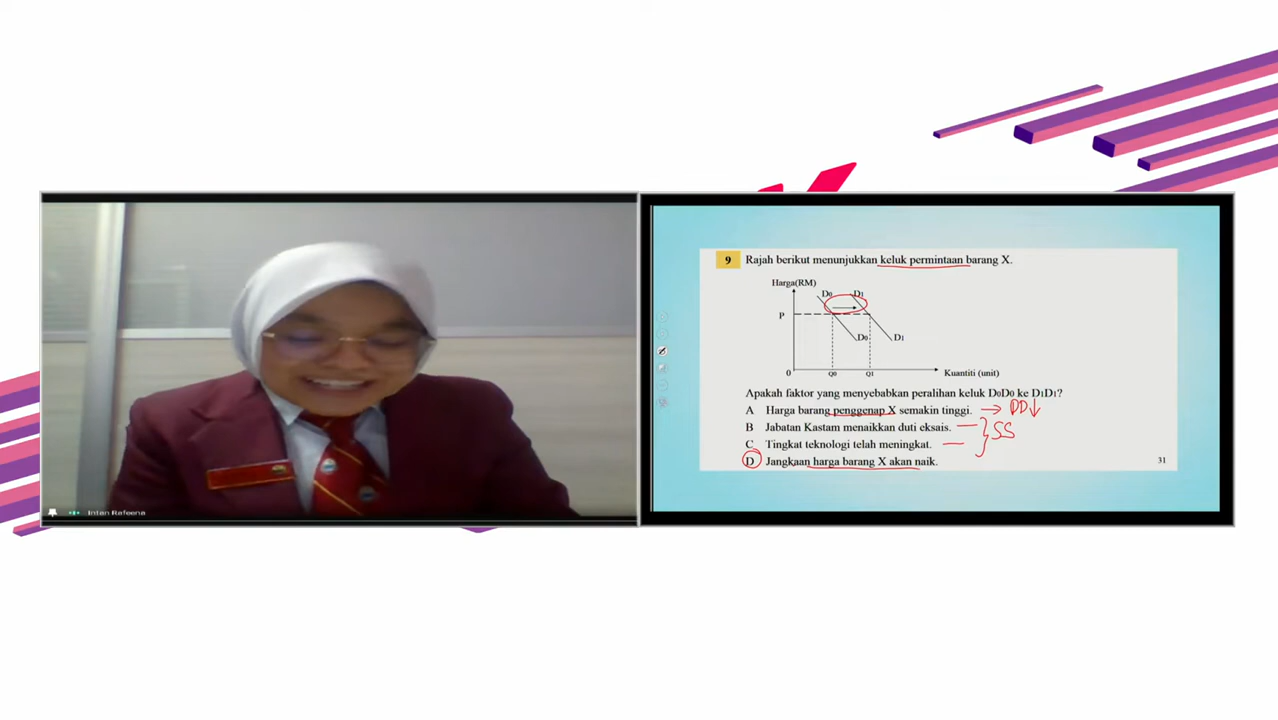 Intan Rafeena
9 Rajah berikut menunjukkan keluk permintaan barang X.
Harga(RM)
D0 D1
P
D0 D1
0 Q0 Q1 Kuantiti (unit)
Apakah faktor yang menyebabkan peralihan keluk D0D0 ke D1D1?
A Harga barang penggenap X semakin tinggi. → DD↓
B Jabatan Kastam menaikkan duti eksais. — } SS
C Tingkat teknologi telah meningkat. —
D Jangkaan harga barang X akan naik.
31